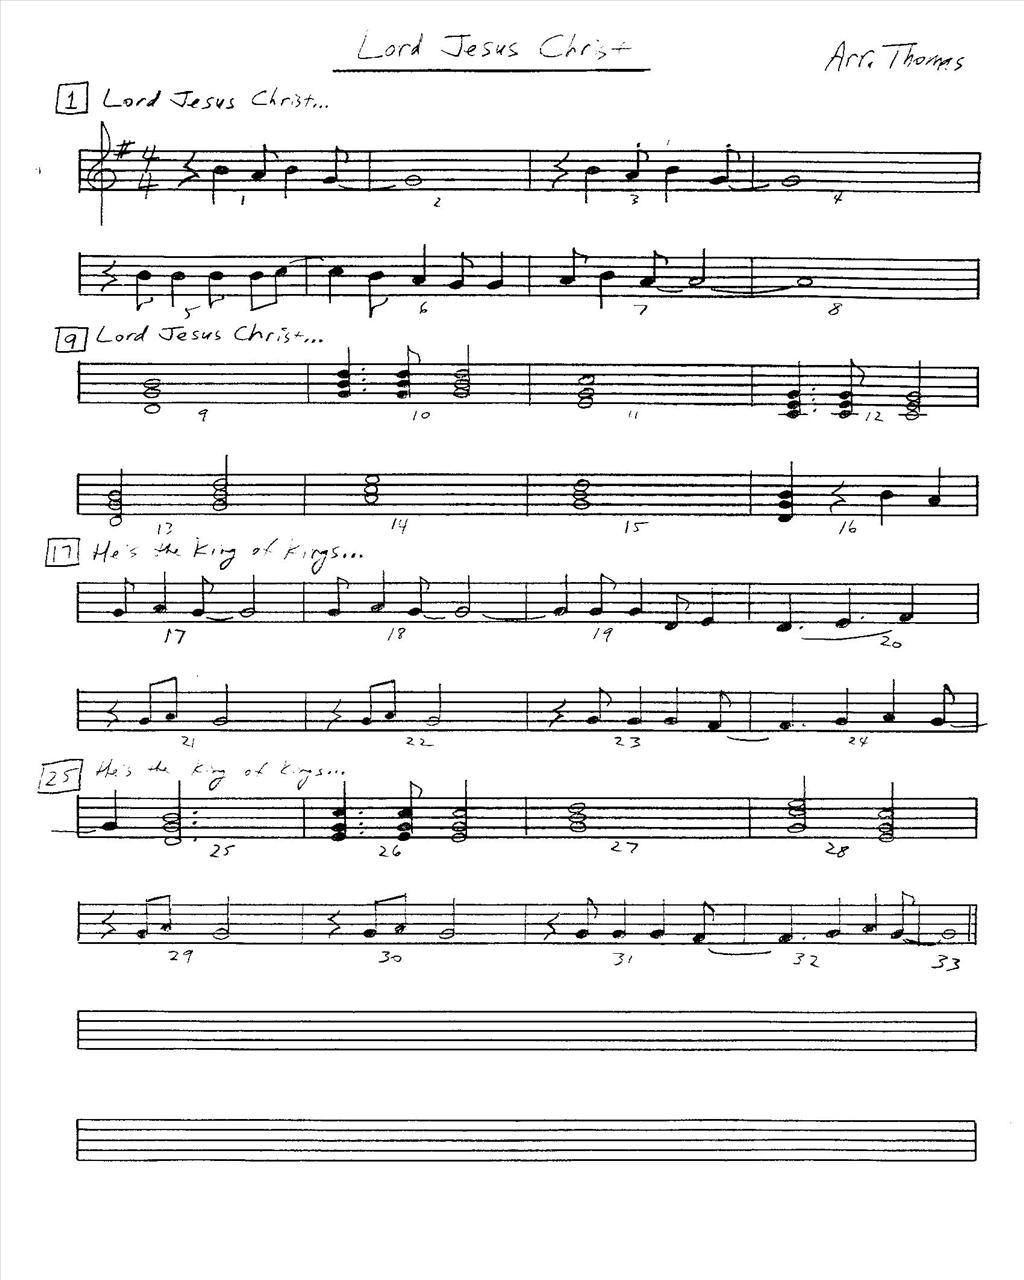 Lord Jesus Christ
Arr. Thomas
1 Lord Jesus Christ...
4
4
1 2 3 4
5 6 7 8
9 Lord Jesus Christ...
9 10 11 12
13 14 15 16
17 He's the King of Kings...
17 18 19 20
21 22 23 24
25 He's the King of Kings...
25 26 27 28
29 30 31 32 33